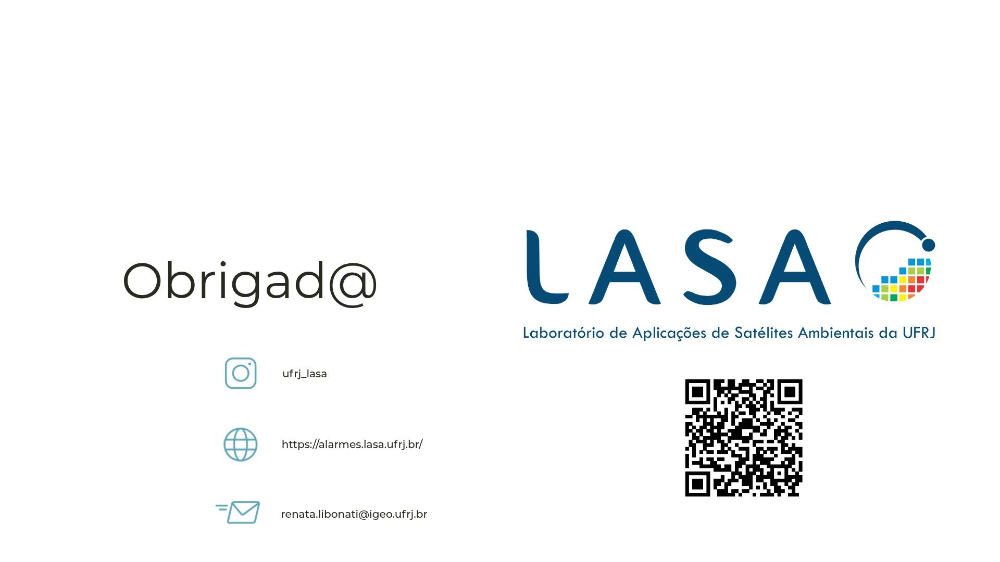 Obrigad@
ufrj_lasa
https://alarmes.lasa.ufrj.br/
renata.libonati@igeo.ufrj.br
LASA
Laboratório de Aplicações de Satélites Ambientais da UFRJ